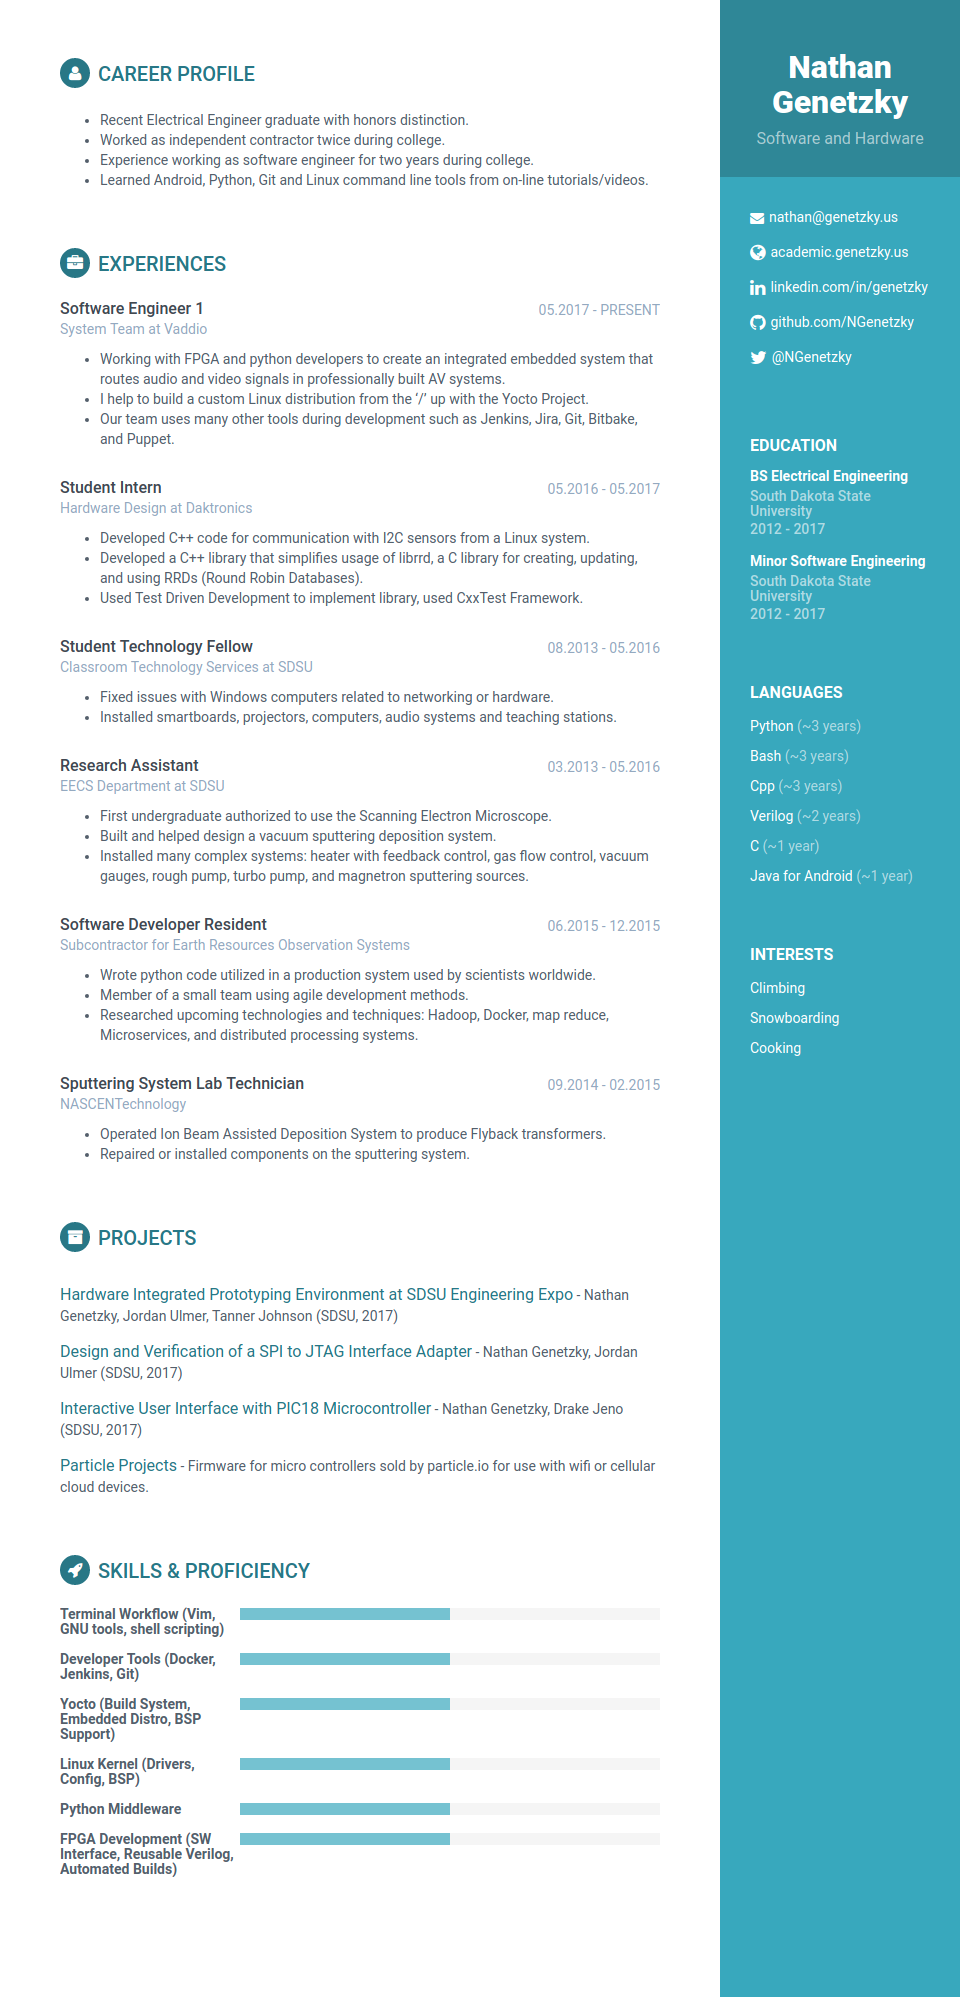 CAREER PROFILE
Recent Electrical Engineer graduate with honors distinction.
Worked as independent contractor twice during college.
Experience working as software engineer for two years during college.
Learned Android, Python, Git and Linux command line tools from on-line tutorials/videos.
EXPERIENCES
Software Engineer 1
05.2017 - PRESENT
System Team at Vaddio
Working with FPGA and python developers to create an integrated embedded system that
routes audio and video signals in professionally built AV systems.
I help to build a custom Linux distribution from the ‘/’ up with the Yocto Project.
Our team uses many other tools during development such as Jenkins, Jira, Git, Bitbake,
and Puppet.
Student Intern
05.2016 - 05.2017
Hardware Design at Daktronics
Developed C++ code for communication with I2C sensors from a Linux system.
Developed a C++ library that simplifies usage of librrd, a C library for creating, updating,
and using RRDs (Round Robin Databases).
Used Test Driven Development to implement library, used CxxTest Framework.
Student Technology Fellow
08.2013 - 05.2016
Classroom Technology Services at SDSU
Fixed issues with Windows computers related to networking or hardware.
Installed smartboards, projectors, computers, audio systems and teaching stations.
Research Assistant
03.2013 - 05.2016
EECS Department at SDSU
First undergraduate authorized to use the Scanning Electron Microscope.
Built and helped design a vacuum sputtering deposition system.
Installed many complex systems: heater with feedback control, gas flow control, vacuum
gauges, rough pump, turbo pump, and magnetron sputtering sources.
Software Developer Resident
06.2015 - 12.2015
Subcontractor for Earth Resources Observation Systems
Wrote python code utilized in a production system used by scientists worldwide.
Member of a small team using agile development methods.
Researched upcoming technologies and techniques: Hadoop, Docker, map reduce,
Microservices, and distributed processing systems.
Sputtering System Lab Technician
09.2014 - 02.2015
NASCENTechnology
Operated Ion Beam Assisted Deposition System to produce Flyback transformers.
Repaired or installed components on the sputtering system.
PROJECTS
Hardware Integrated Prototyping Environment at SDSU Engineering Expo - Nathan
Genetzky, Jordan Ulmer, Tanner Johnson (SDSU, 2017)
Design and Verification of a SPI to JTAG Interface Adapter - Nathan Genetzky, Jordan
Ulmer (SDSU, 2017)
Interactive User Interface with PIC18 Microcontroller - Nathan Genetzky, Drake Jeno
(SDSU, 2017)
Particle Projects - Firmware for micro controllers sold by particle.io for use with wifi or cellular
cloud devices.
SKILLS & PROFICIENCY
Terminal Workflow (Vim,
GNU tools, shell scripting)
Developer Tools (Docker,
Jenkins, Git)
Yocto (Build System,
Embedded Distro, BSP
Support)
Linux Kernel (Drivers,
Config, BSP)
Python Middleware
FPGA Development (SW
Interface, Reusable Verilog,
Automated Builds)
Nathan
Genetzky
Software and Hardware
nathan@genetzky.us
academic.genetzky.us
linkedin.com/in/genetzky
github.com/NGenetzky
@NGenetzky
EDUCATION
BS Electrical Engineering
South Dakota State
University
2012 - 2017
Minor Software Engineering
South Dakota State
University
2012 - 2017
LANGUAGES
Python (~3 years)
Bash (~3 years)
Cpp (~3 years)
Verilog (~2 years)
C (~1 year)
Java for Android (~1 year)
INTERESTS
Climbing
Snowboarding
Cooking